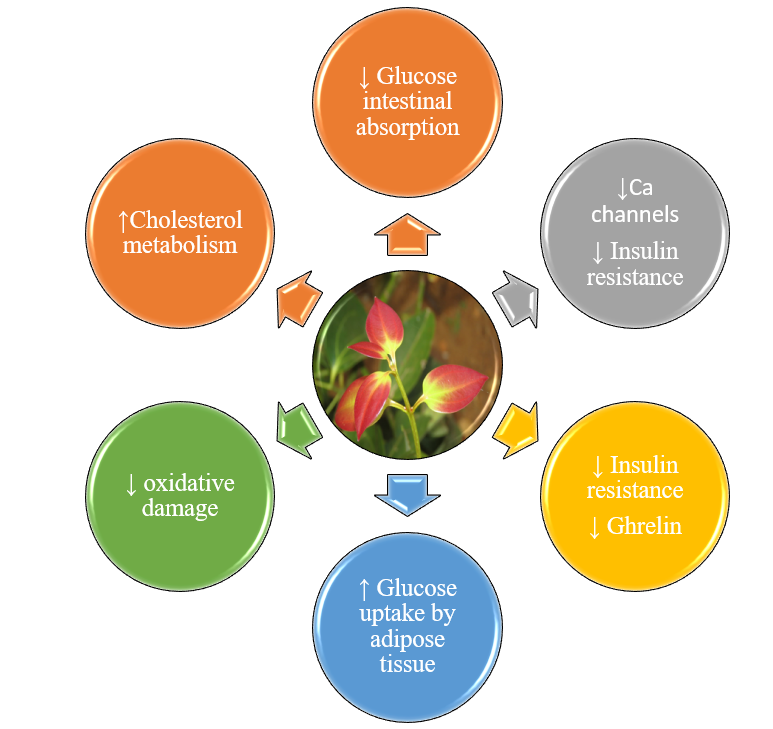 ↓ Glucose
intestinal
absorption
↓Ca
channels
↓ Insulin
resistance
↓ Insulin
resistance
↓ Ghrelin
↑ Glucose
uptake by
adipose
tissue
↓ oxidative
damage
↑Cholesterol
metabolism